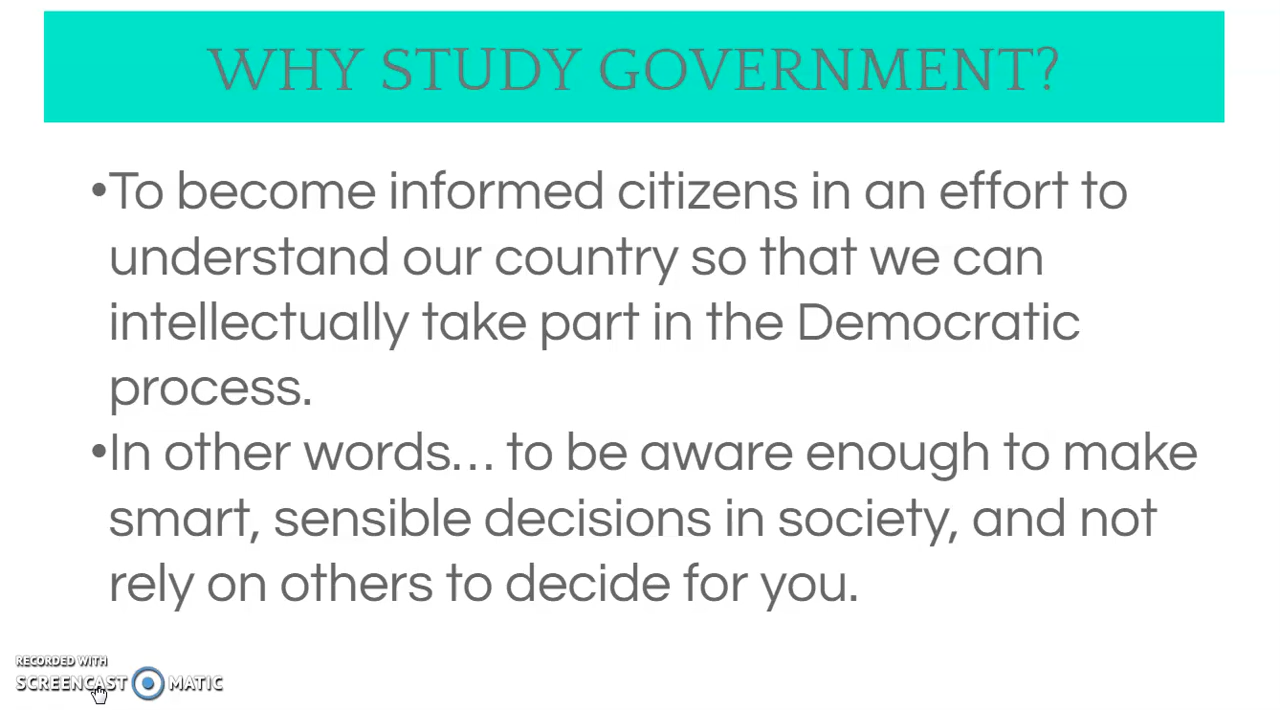 WHY STUDY GOVERNMENT?
•To become informed citizens in an effort to
understand our country so that we can
intellectually take part in the Democratic
process.
•In other words… to be aware enough to make
smart, sensible decisions in society, and not
rely on others to decide for you.
RECORDED WITH
SCREENCAST MATIC